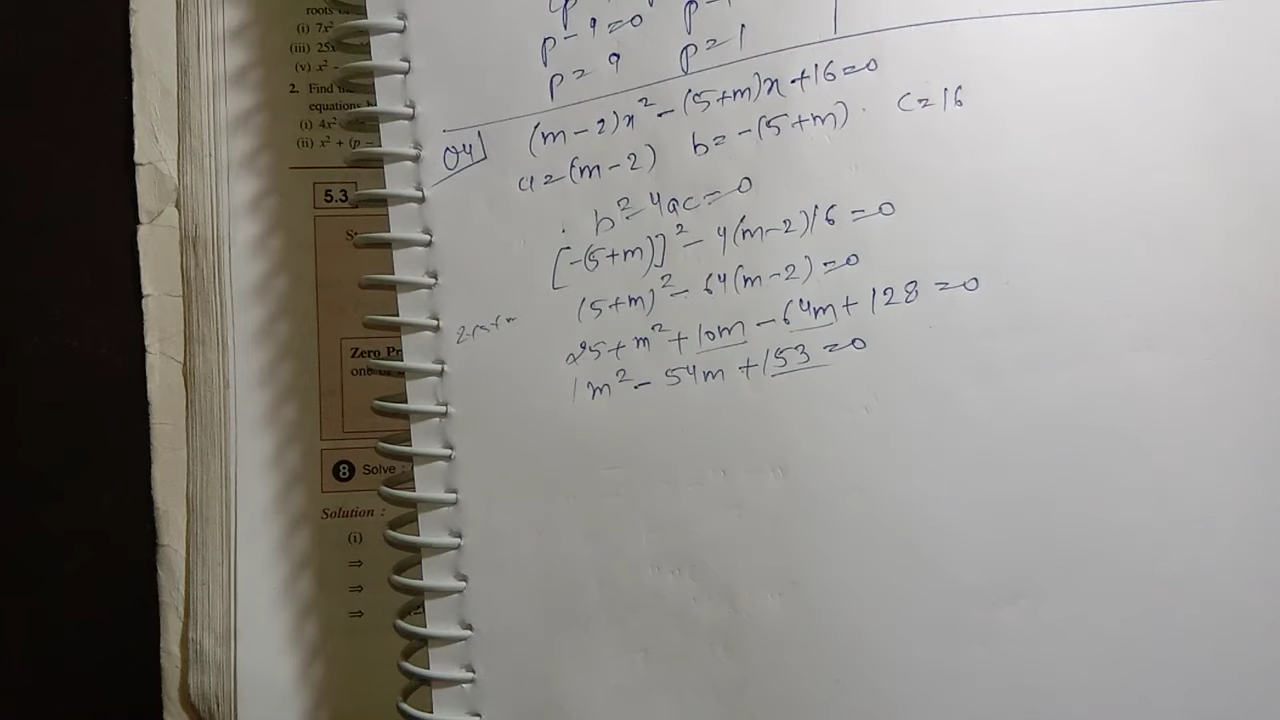 roots
(i) 7x²
(iii) 25x
(v) x² -
2. Find
equations
(i) 4x²
(ii) x² + (p -
5.3
Zero Pr
one
8 Solve :
Solution :
(i)
⇒
⇒
⇒
p - 9 = 0
p = 9 p = 1
Q4] (m-2)x² - (5+m)x + 16 = 0
a = (m-2) b = -(5+m) . c = 16
b² - 4ac = 0
[-(5+m)]² - 4(m-2)16 = 0
(5+m)² - 64(m-2) = 0
25 + m² + 10m - 64m + 128 = 0
1m² - 54m + 153 = 0